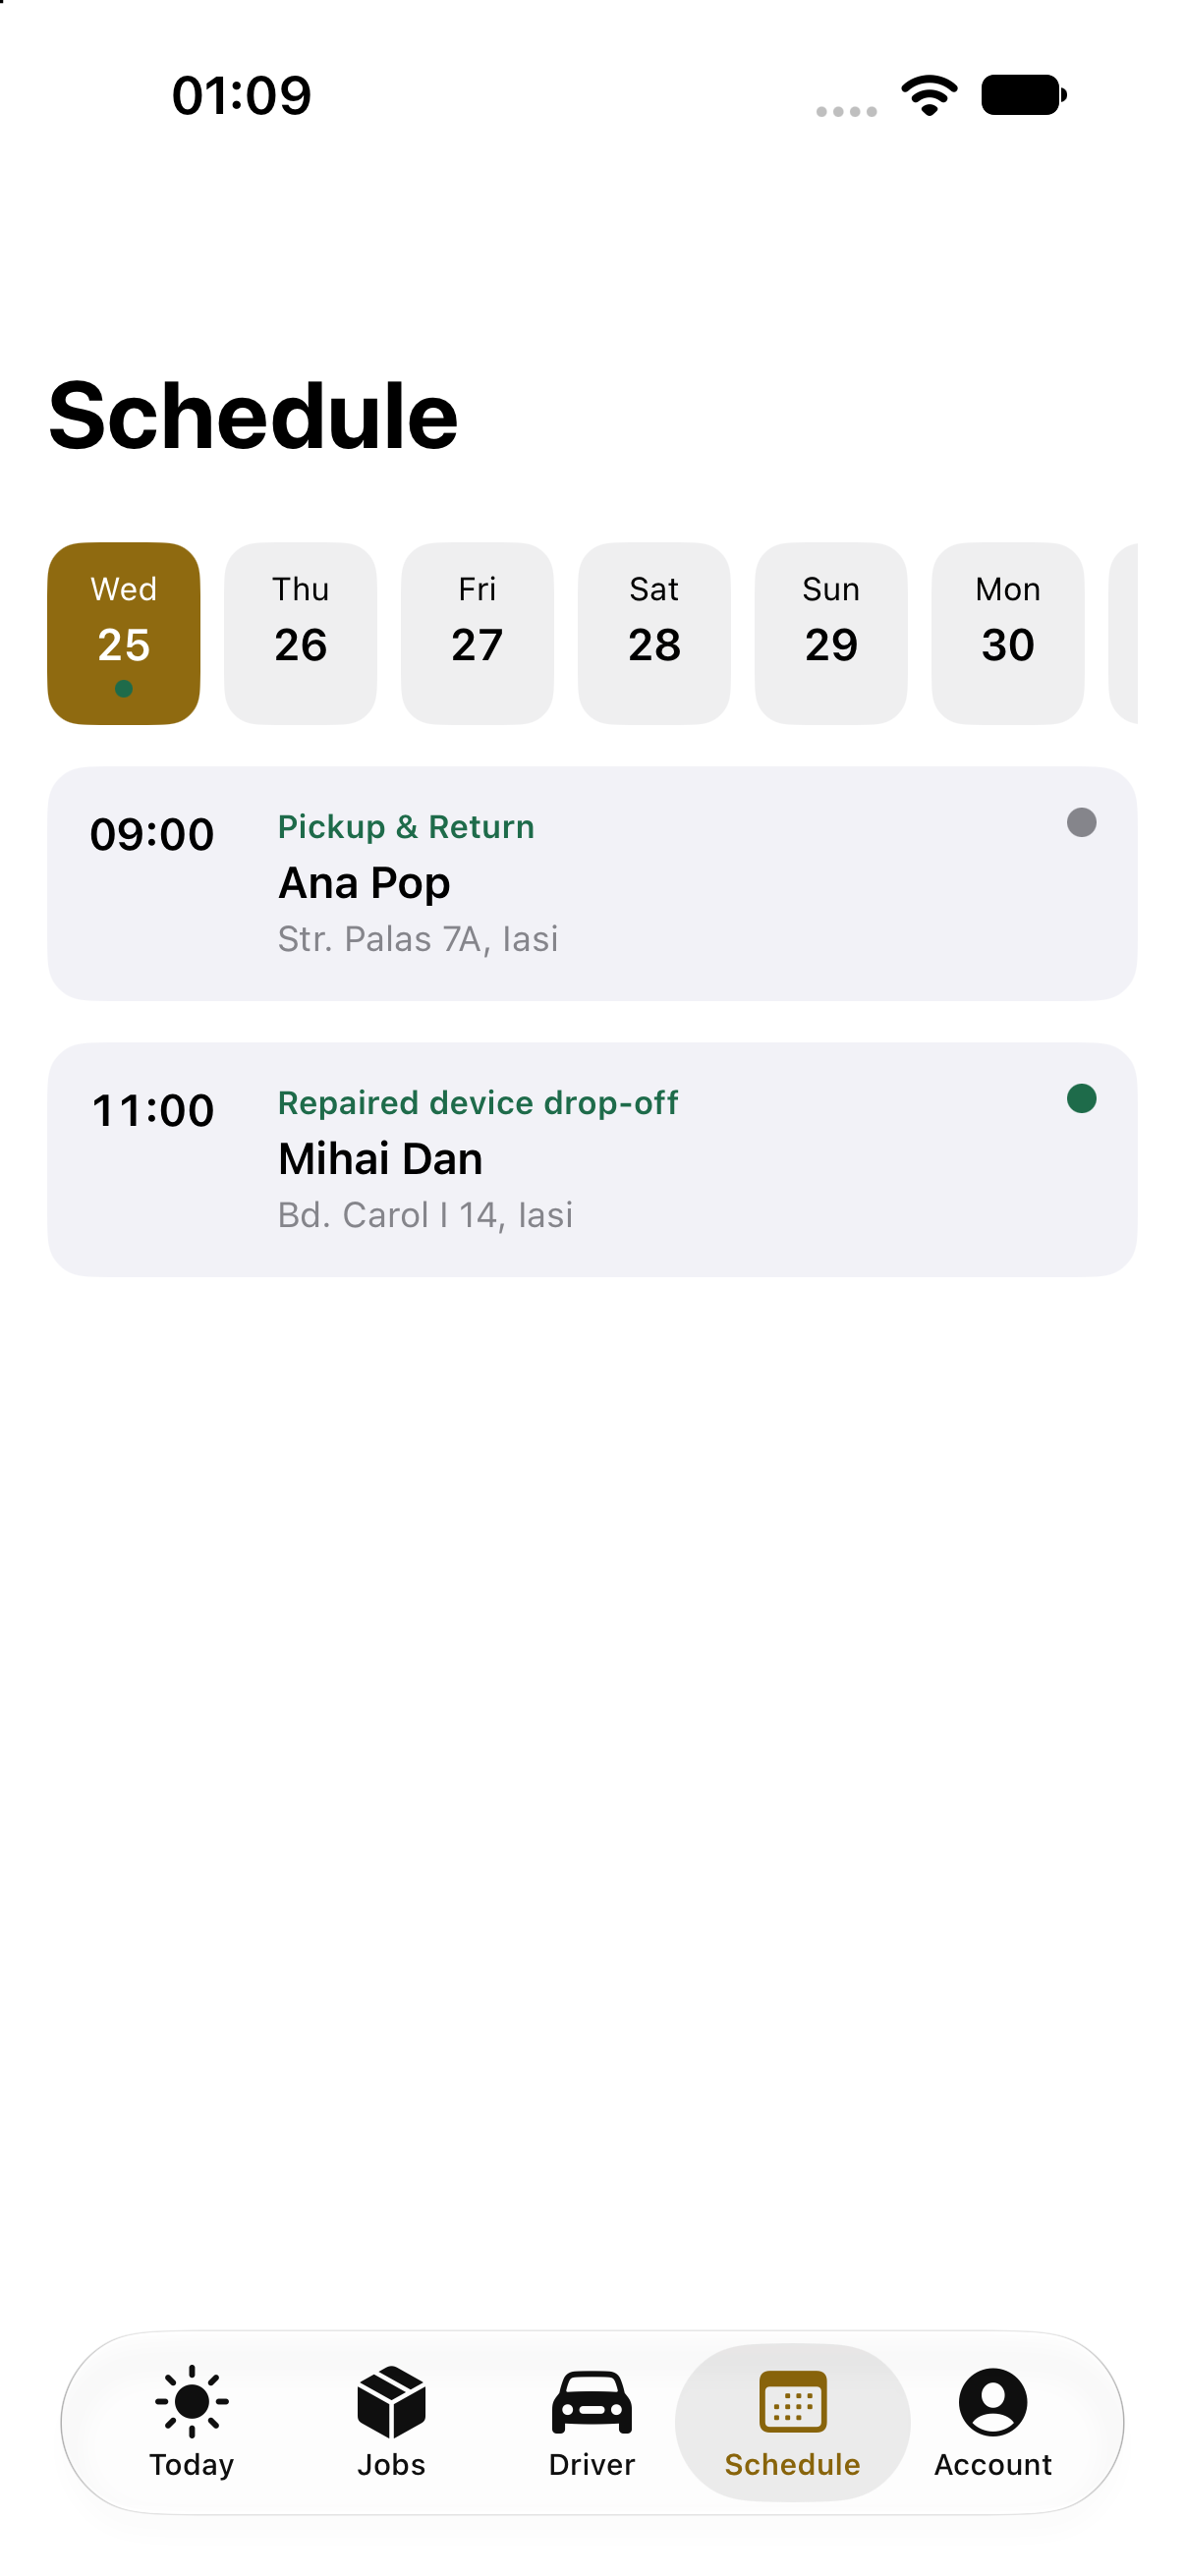 01:09
Schedule
Wed Thu Fri Sat Sun Mon
25 26 27 28 29 30
09:00
Pickup & Return
Ana Pop
Str. Palas 7A, Iasi
11:00
Repaired device drop-off
Mihai Dan
Bd. Carol I 14, Iasi
Today Jobs Driver Schedule Account